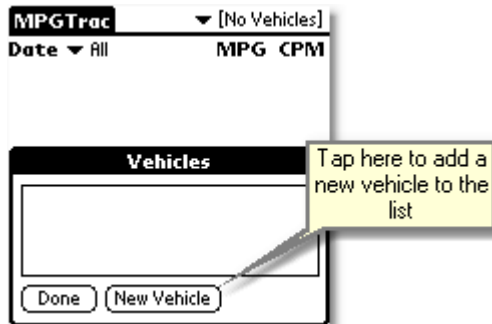 MPGTrac [No Vehicles]
Date All MPG CPM
Vehicles
Tap here to add a
new vehicle to the
list
Done New Vehicle